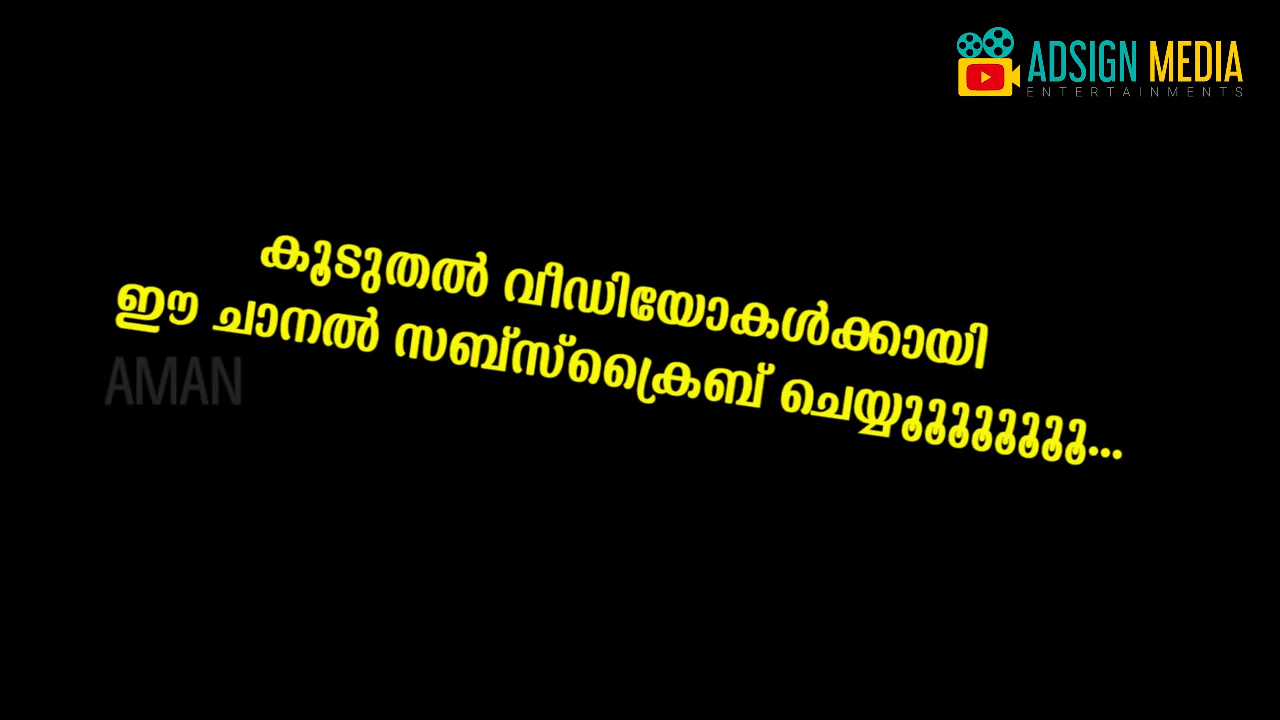 ADSIGN MEDIA
ENTERTAINMENTS
കൂടുതൽ വീഡിയോകൾക്കായി
ഈ ചാനൽ സബ്സ്ക്രൈബ് ചെയ്യൂൂൂൂൂൂൂൂ...
AMAN